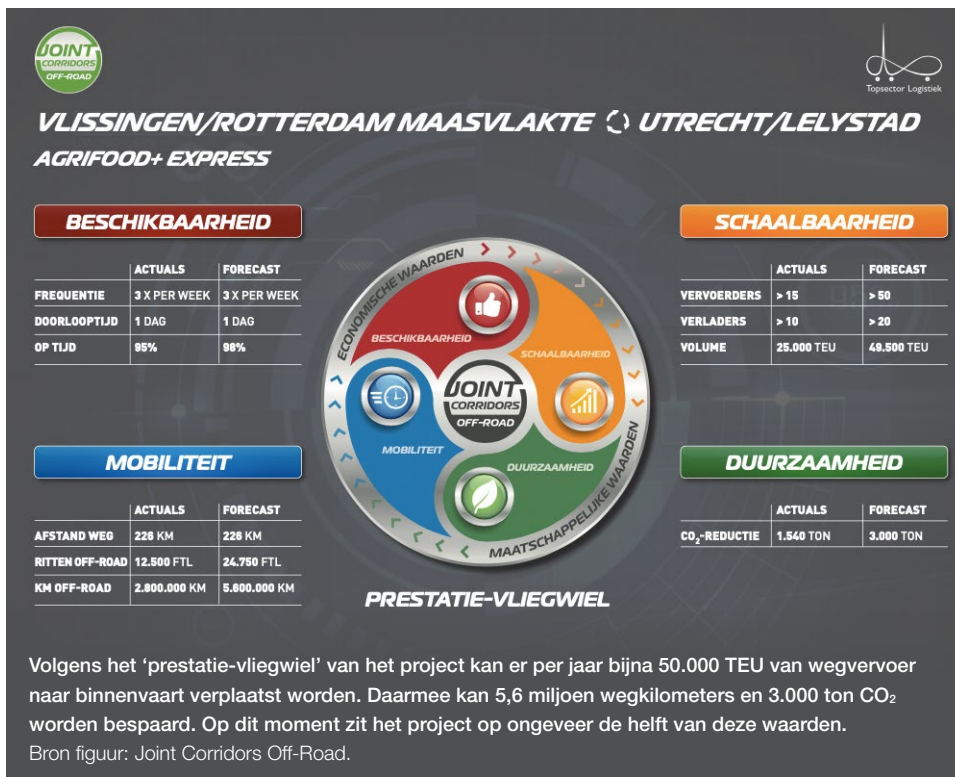 JOINT
CORRIDORS
OFF-ROAD
Topsector Logistiek
VLISSINGEN/ROTTERDAM MAASVLAKTE UTRECHT/LELYSTAD
AGRIFOOD+ EXPRESS
BESCHIKBAARHEID
ACTUALS FORECAST
FREQUENTIE 3 X PER WEEK 3 X PER WEEK
DOORLOOPTIJD 1 DAG 1 DAG
OP TIJD 95% 98%
SCHAALBAARHEID
ACTUALS FORECAST
VERVOERDERS > 15 > 50
VERLADERS > 10 > 20
VOLUME 25.000 TEU 49.500 TEU
ECONOMISCHE WAARDEN
BESCHIKBAARHEID
SCHAALBAARHEID
JOINT
CORRIDORS
OFF-ROAD
MOBILITEIT
DUURZAAMHEID
MAATSCHAPPELIJKE WAARDEN
MOBILITEIT
ACTUALS FORECAST
AFSTAND WEG 226 KM 226 KM
RITTEN OFF-ROAD 12.500 FTL 24.750 FTL
KM OFF-ROAD 2.800.000 KM 5.600.000 KM
DUURZAAMHEID
ACTUALS FORECAST
CO₂-REDUCTIE 1.540 TON 3.000 TON
PRESTATIE-VLIEGWIEL
Volgens het ‘prestatie-vliegwiel’ van het project kan er per jaar bijna 50.000 TEU van wegvervoer
naar binnenvaart verplaatst worden. Daarmee kan 5,6 miljoen wegkilometers en 3.000 ton CO₂
worden bespaard. Op dit moment zit het project op ongeveer de helft van deze waarden.
Bron figuur: Joint Corridors Off-Road.